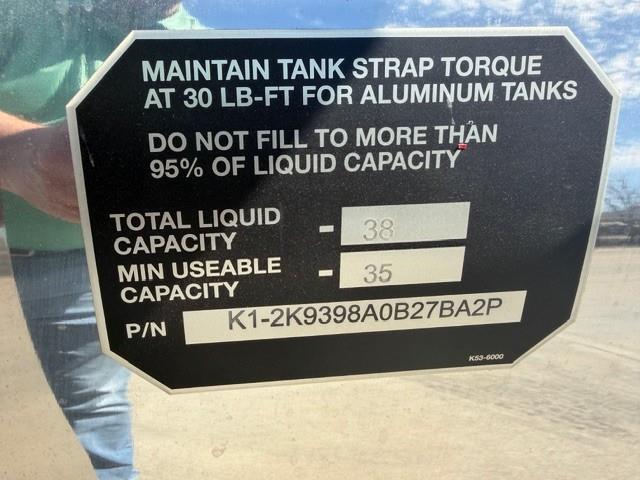 MAINTAIN TANK STRAP TORQUE
AT 30 LB-FT FOR ALUMINUM TANKS
DO NOT FILL TO MORE THAN
95% OF LIQUID CAPACITY
TOTAL LIQUID
CAPACITY - 38
MIN USEABLE
CAPACITY - 35
P/N K1-2K9398A0B27BA2P
K53-6000